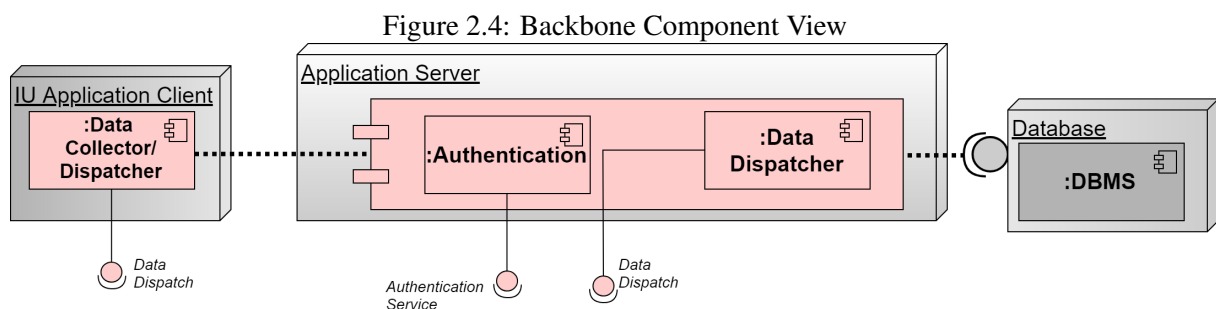 Figure 2.4: Backbone Component View
IU Application Client
:Data
Collector/
Dispatcher
Data
Dispatch
Application Server
:Authentication
:Data
Dispatcher
Authentication
Service
Data
Dispatch
Database
:DBMS